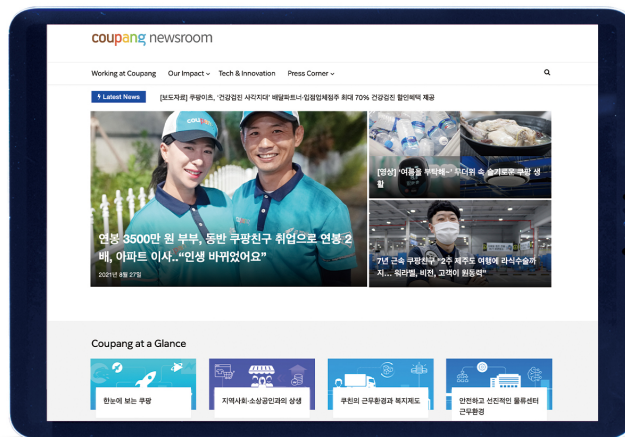 coupang newsroom
Working at Coupang Our Impact Tech & Innovation Press Corner
Latest News [보도자료] 쿠팡이츠, ‘건강검진 사각지대’ 배달파트너·입점업체점주 최대 70% 건강검진 할인혜택 제공
[영상] ‘여름을 부탁해~’ 무더위 속 슬기로운 쿠팡 생
활
연봉 3500만 원 부부, 동반 쿠팡친구 취업으로 연봉 2
배, 아파트 이사..“인생 바뀌었어요”
2021년 8월 27일
7년 근속 쿠팡친구 “2주 제주도 여행에 라식수술까
지... 워라밸, 비전, 고객이 원동력”
Coupang at a Glance
한눈에 보는 쿠팡
지역사회·소상공인과의 상생
쿠친의 근무환경과 복지제도
안전하고 선진적인 물류센터
근무환경